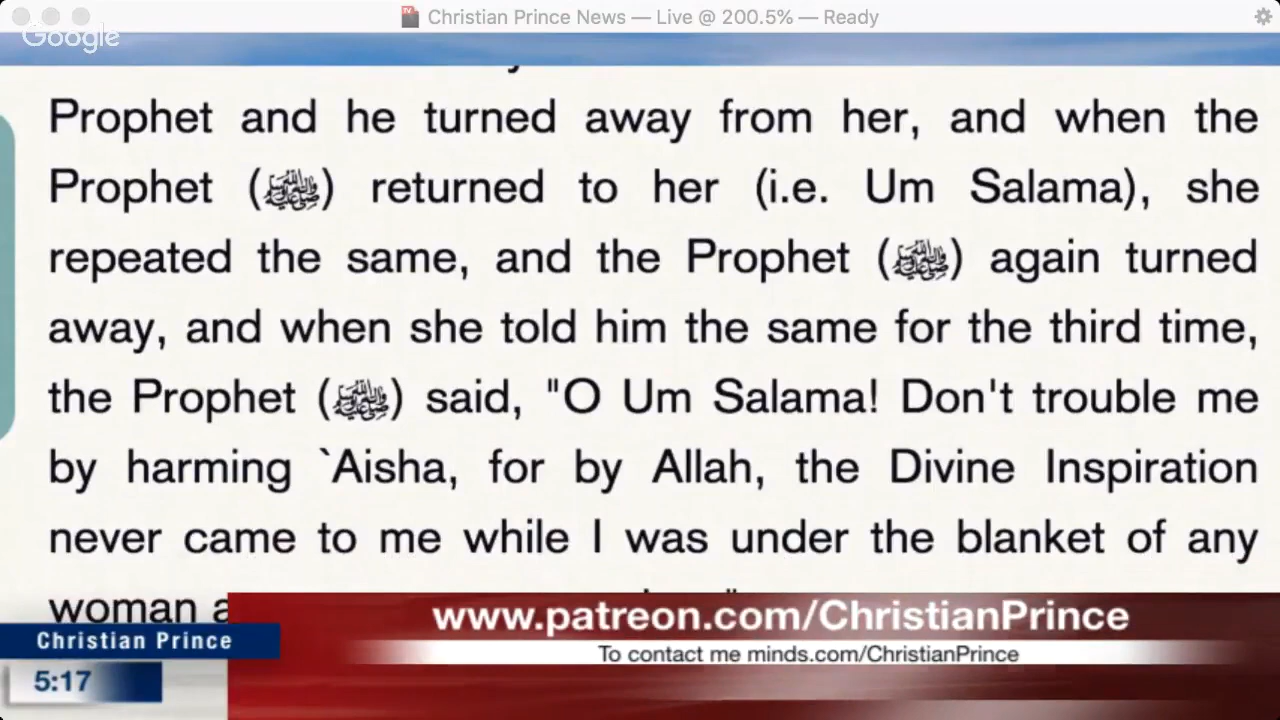 Christian Prince News — Live @ 200.5% — Ready
Google
Prophet and he turned away from her, and when the
Prophet (ﷺ) returned to her (i.e. Um Salama), she
repeated the same, and the Prophet (ﷺ) again turned
away, and when she told him the same for the third time,
the Prophet (ﷺ) said, "O Um Salama! Don't trouble me
by harming `Aisha, for by Allah, the Divine Inspiration
never came to me while I was under the blanket of any
woman
www.patreon.com/ChristianPrince
Christian Prince
To contact me minds.com/ChristianPrince
5:17